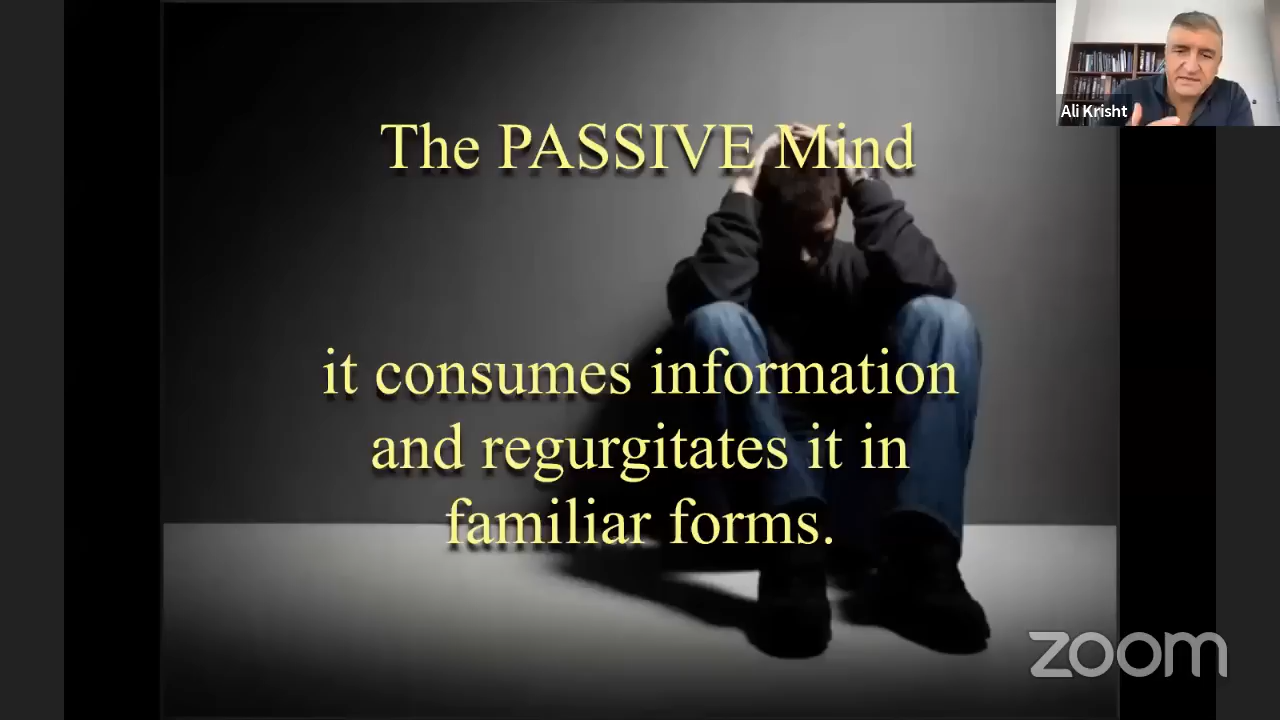 The PASSIVE Mind
it consumes information
and regurgitates it in
familiar forms.
Ali Krisht
zoom